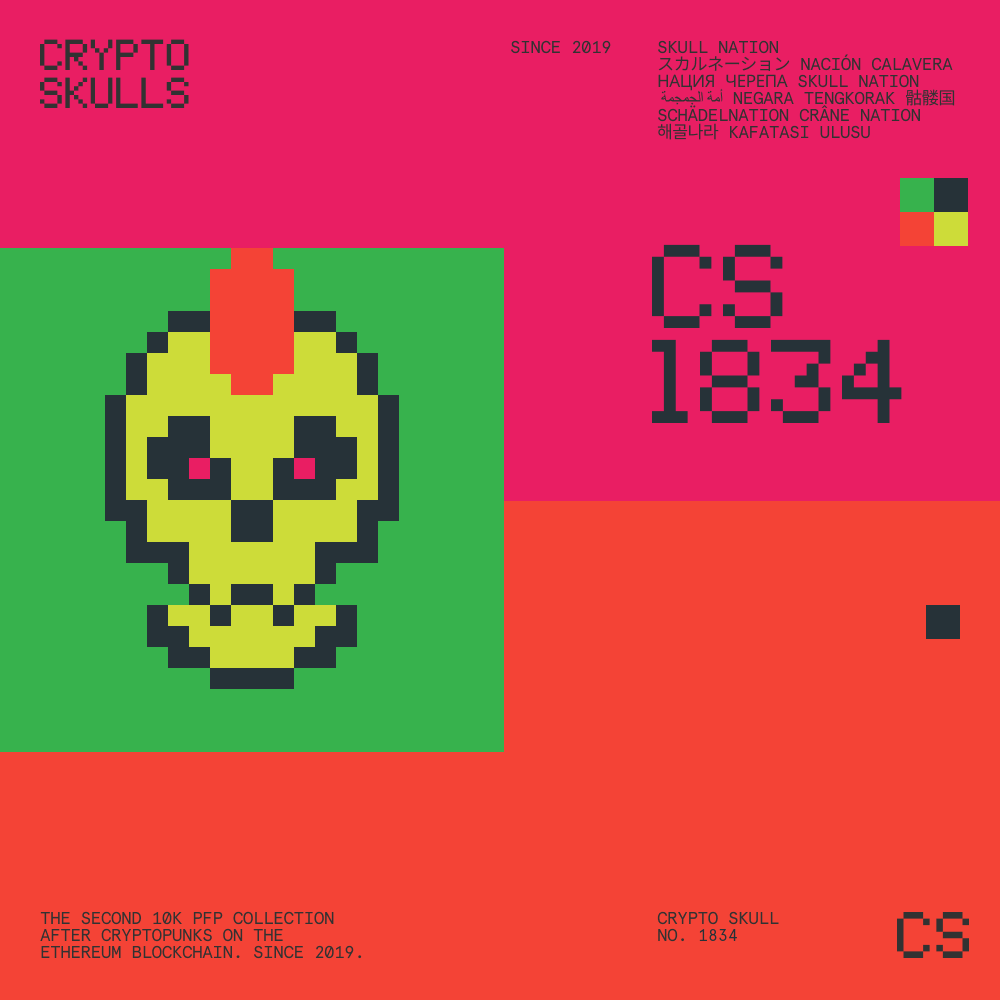 CRYPTO
SKULLS
SINCE 2019
SKULL NATION
スカルネーション NACIÓN CALAVERA
НАЦИЯ ЧЕРЕПА SKULL NATION
أمة الجمجمة NEGARA TENGKORAK 骷髅国
SCHÄDELNATION CRÂNE NATION
해골나라 KAFATASI ULUSU
CS
1834
THE SECOND 10K PFP COLLECTION
AFTER CRYPTOPUNKS ON THE
ETHEREUM BLOCKCHAIN. SINCE 2019.
CRYPTO SKULL
NO. 1834
CS